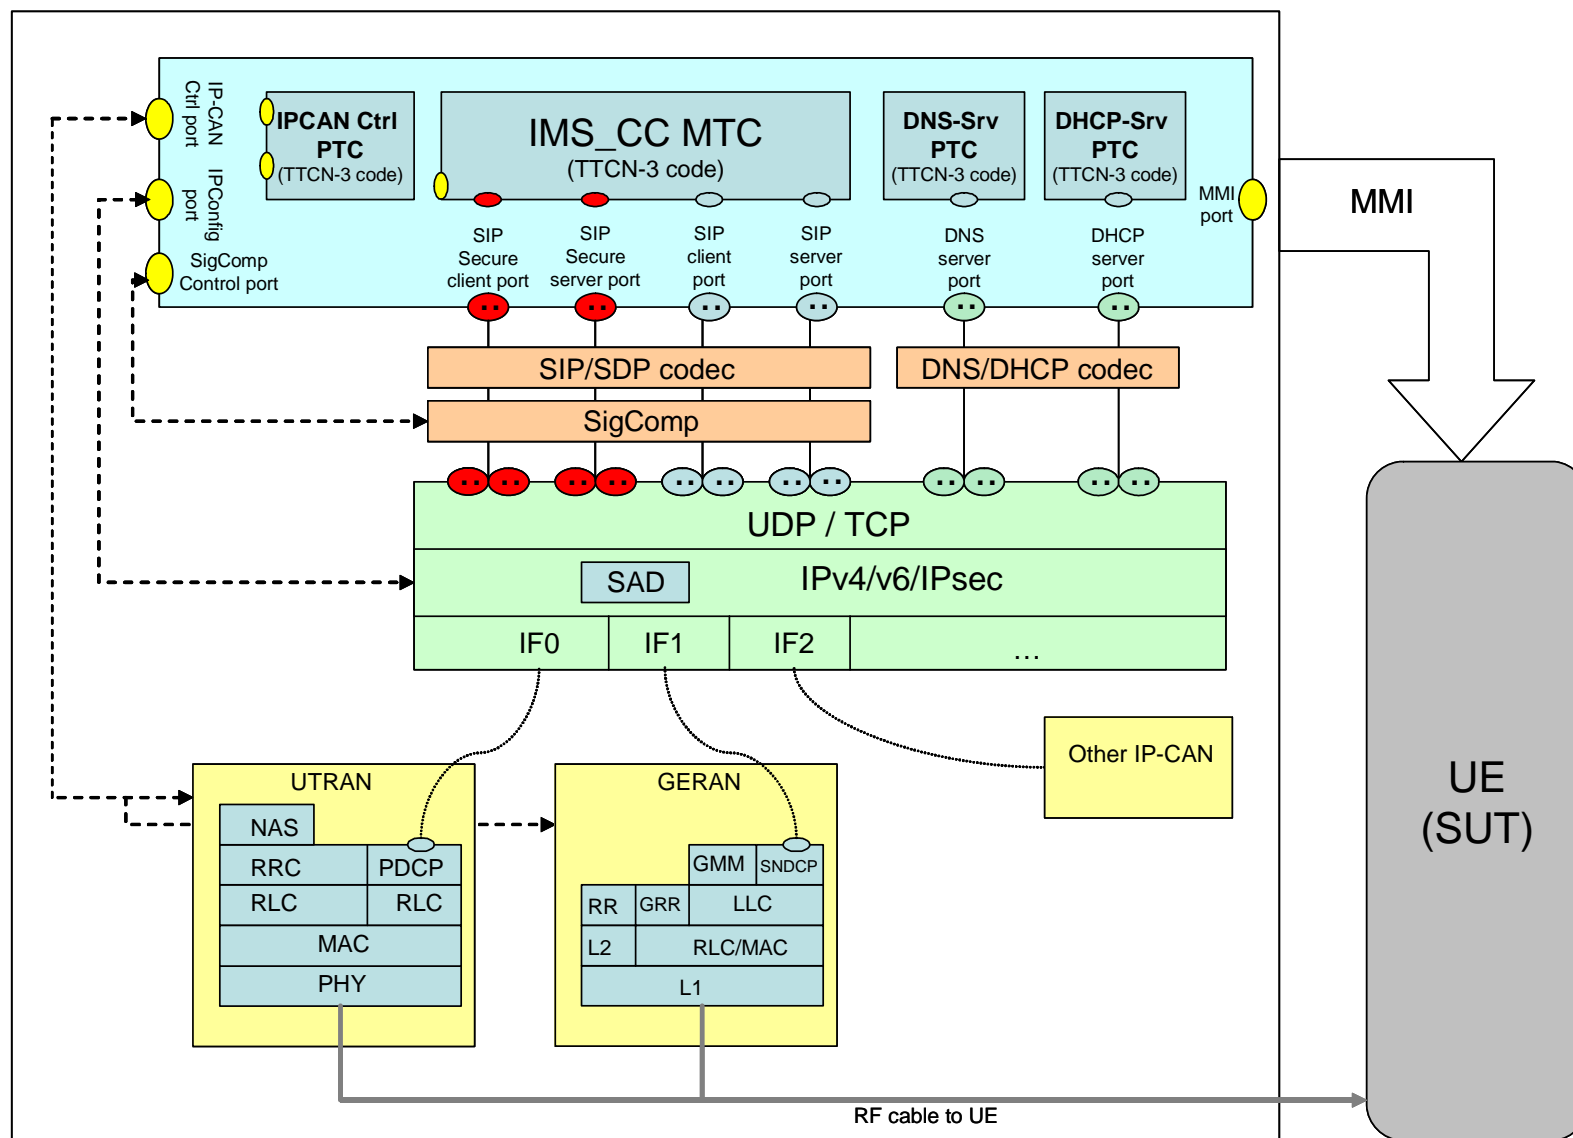 IP-CAN
Ctrl port
IPConfig
port
SigComp
Control port
IPCAN Ctrl
PTC
(TTCN-3 code)
IMS_CC MTC
(TTCN-3 code)
DNS-Srv
PTC
(TTCN-3 code)
DHCP-Srv
PTC
(TTCN-3 code)
MMI
port
SIP
Secure
client port
SIP
Secure
server port
SIP
client
port
SIP
server
port
DNS
server
port
DHCP
server
port
MMI
SIP/SDP codec
DNS/DHCP codec
SigComp
UDP / TCP
SAD
IPv4/v6/IPsec
IF0
IF1
IF2
...
Other IP-CAN
UTRAN
NAS
RRC
PDCP
RLC
RLC
MAC
PHY
GERAN
GMM
SNDCP
RR
GRR
LLC
L2
RLC/MAC
L1
UE
(SUT)
RF cable to UE